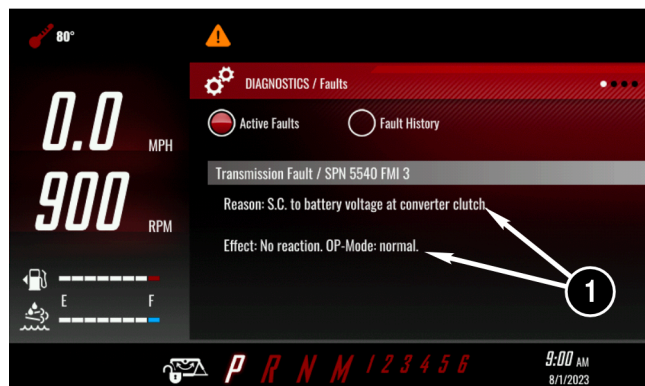 80°
DIAGNOSTICS / Faults
Active Faults
Fault History
0.0 MPH
Transmission Fault / SPN 5540 FMI 3
900 RPM
Reason: S.C. to battery voltage at converter clutch.
Effect: No reaction. OP-Mode: normal.
1
E F
P R N M 1 2 3 4 5 6
9:00 AM
8/1/2023